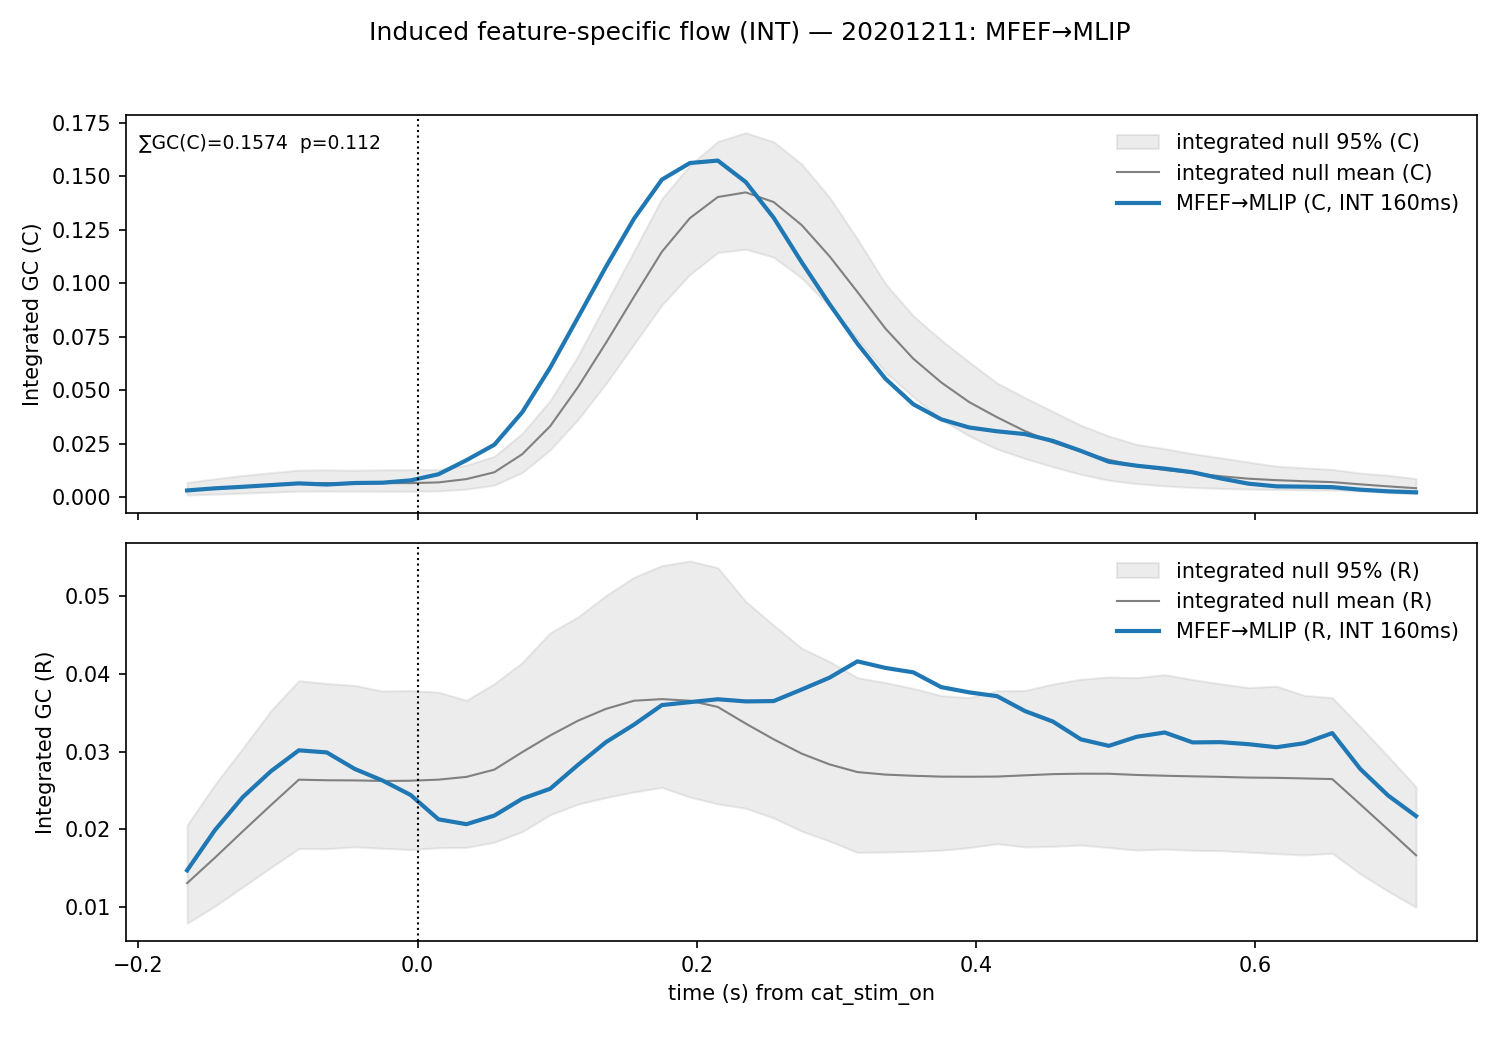 Induced feature-specific flow (INT) — 20201211: MFEF→MLIP
∑GC(C)=0.1574  p=0.112
integrated null 95% (C)
integrated null mean (C)
MFEF→MLIP (C, INT 160ms)
Integrated GC (C)
0.175
0.150
0.125
0.100
0.075
0.050
0.025
0.000
integrated null 95% (R)
integrated null mean (R)
MFEF→MLIP (R, INT 160ms)
Integrated GC (R)
0.05
0.04
0.03
0.02
0.01
−0.2 0.0 0.2 0.4 0.6
time (s) from cat_stim_on